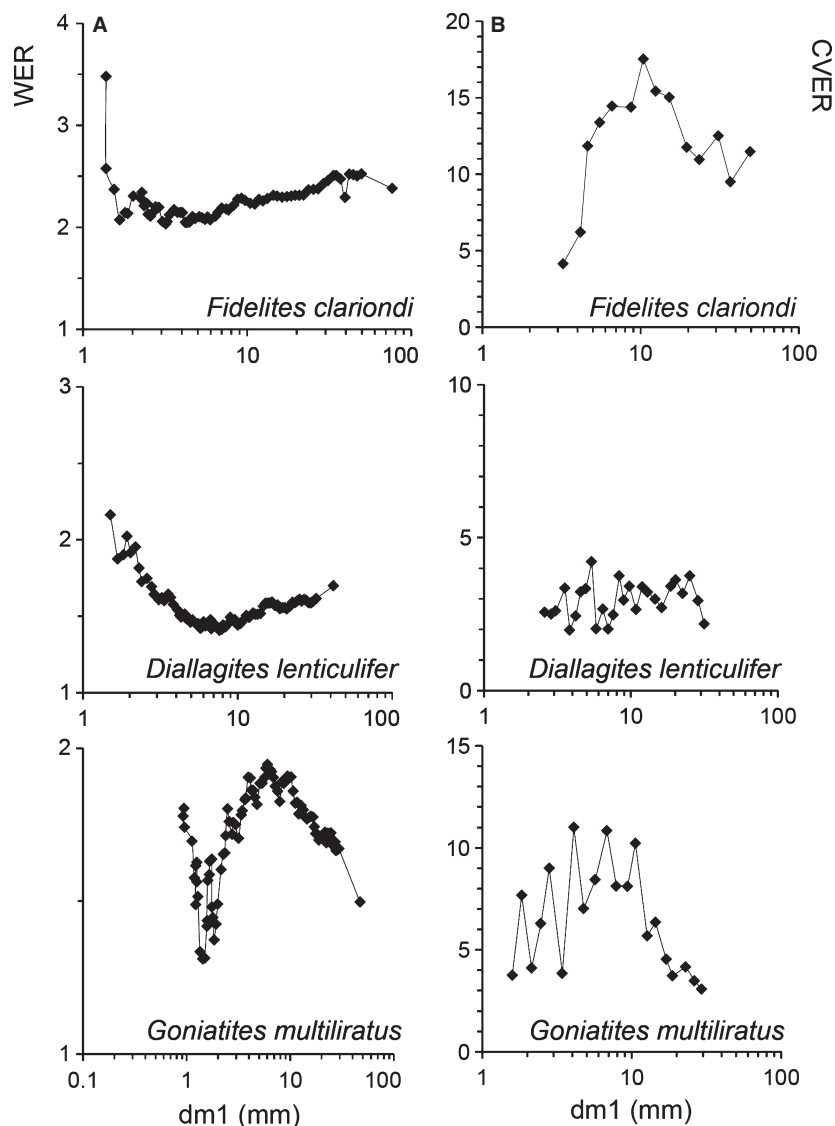 A
B
WER
CVER
4
3
2
1
Fidelites clariondi
1 10 100
20
15
10
5
0
Fidelites clariondi
1 10 100
3
2
1
Diallagites lenticulifer
1 10 100
10
5
0
Diallagites lenticulifer
1 10 100
2
1
Goniatites multiliratus
0.1 1 10 100
dm1 (mm)
15
10
5
0
Goniatites multiliratus
1 10 100
dm1 (mm)